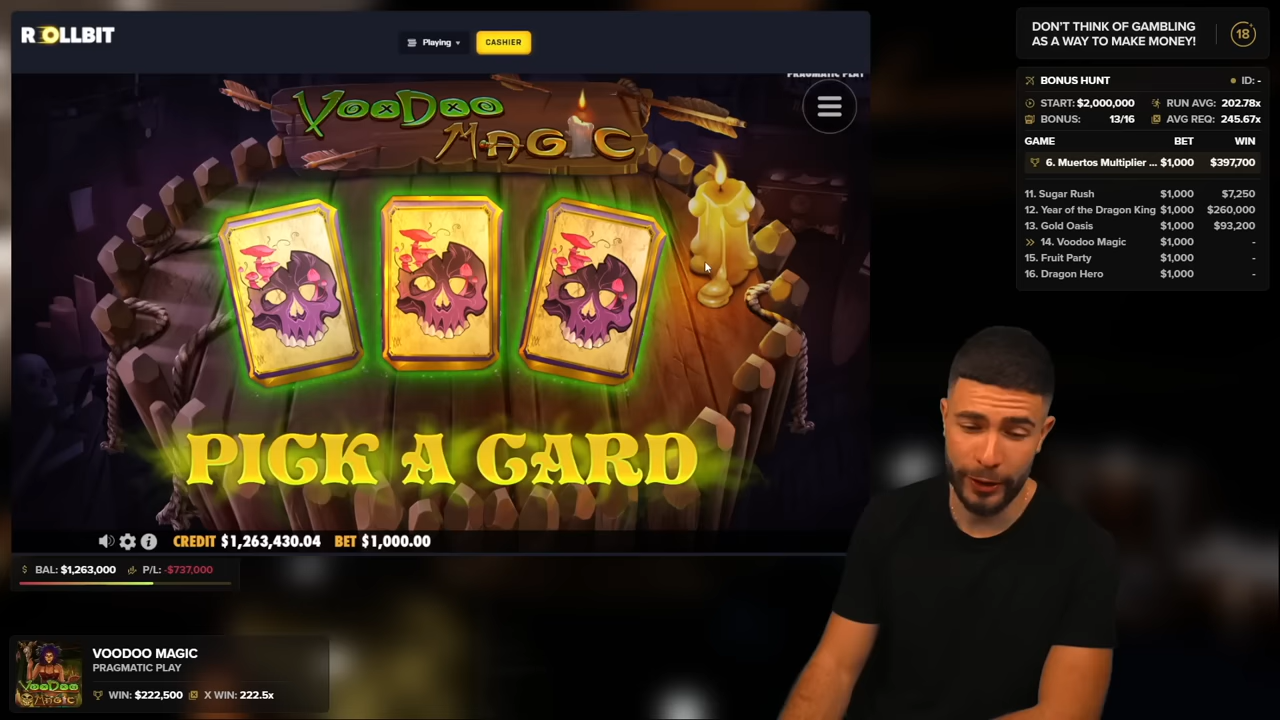 ROLLBIT
Playing
CASHIER
PRAGMATIC PLAY
VOODOO
MAGIC
PICK A CARD
CREDIT $1,263,430.04 BET $1,000.00
BAL: $1,263,000 P/L: -$737,000
VOODOO MAGIC
PRAGMATIC PLAY
WIN: $222,500 X WIN: 222.5x
DON'T THINK OF GAMBLING
AS A WAY TO MAKE MONEY!
18+
BONUS HUNT ID: -
START: $2,000,000 RUN AVG: 202.78x
BONUS: 13/16 AVG REQ: 245.67x
GAME BET WIN
6. Muertos Multiplier ... $1,000 $397,700
11. Sugar Rush $1,000 $7,250
12. Year of the Dragon King $1,000 $260,000
13. Gold Oasis $1,000 $93,200
14. Voodoo Magic $1,000 -
15. Fruit Party $1,000 -
16. Dragon Hero $1,000 -